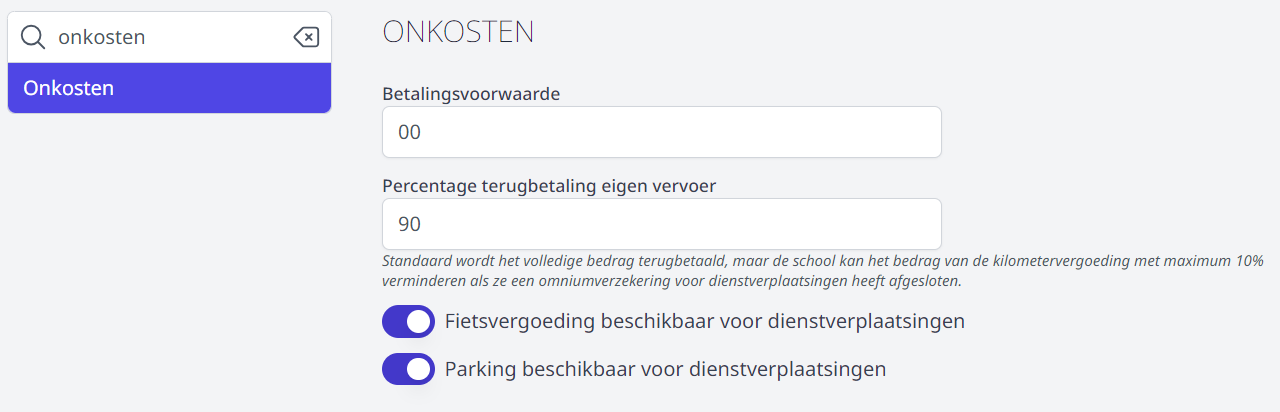 onkosten
Onkosten
ONKOSTEN
Betalingsvoorwaarde
00
Percentage terugbetaling eigen vervoer
90
Standaard wordt het volledige bedrag terugbetaald, maar de school kan het bedrag van de kilometervergoeding met maximum 10%
verminderen als ze een omniumverzekering voor dienstverplaatsingen heeft afgesloten.
Fietsvergoeding beschikbaar voor dienstverplaatsingen
Parking beschikbaar voor dienstverplaatsingen